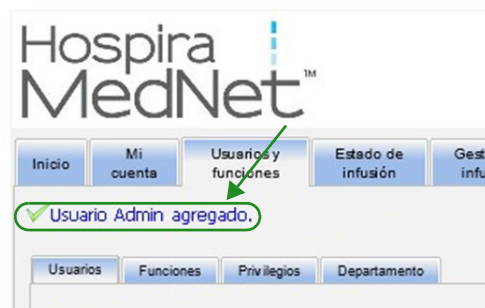 Hospira
MedNet™
Inicio
Mi
cuenta
Usuarios y
funciones
Estado de
infusión
Gest
infu
Usuario Admin agregado.
Usuarios
Funciones
Privilegios
Departamento